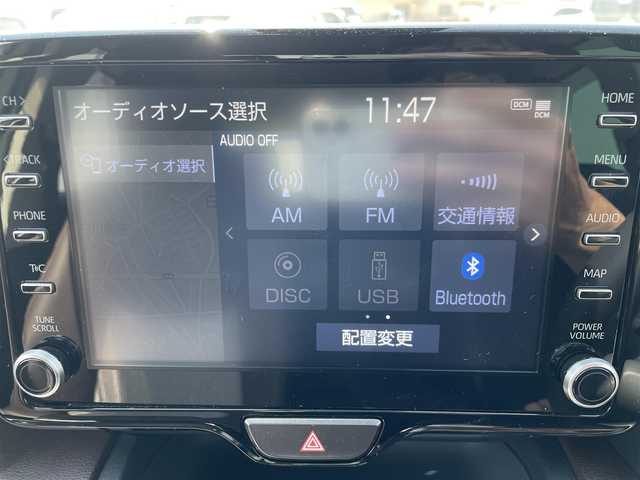 オーディオソース選択 11:47 DCM
DCM
AUDIO OFF
オーディオ選択
AM FM 交通情報
DISC USB Bluetooth
配置変更
CH >
< TRACK
PHONE
TUNE
SCROLL
HOME
MENU
AUDIO
MAP
POWER
VOLUME